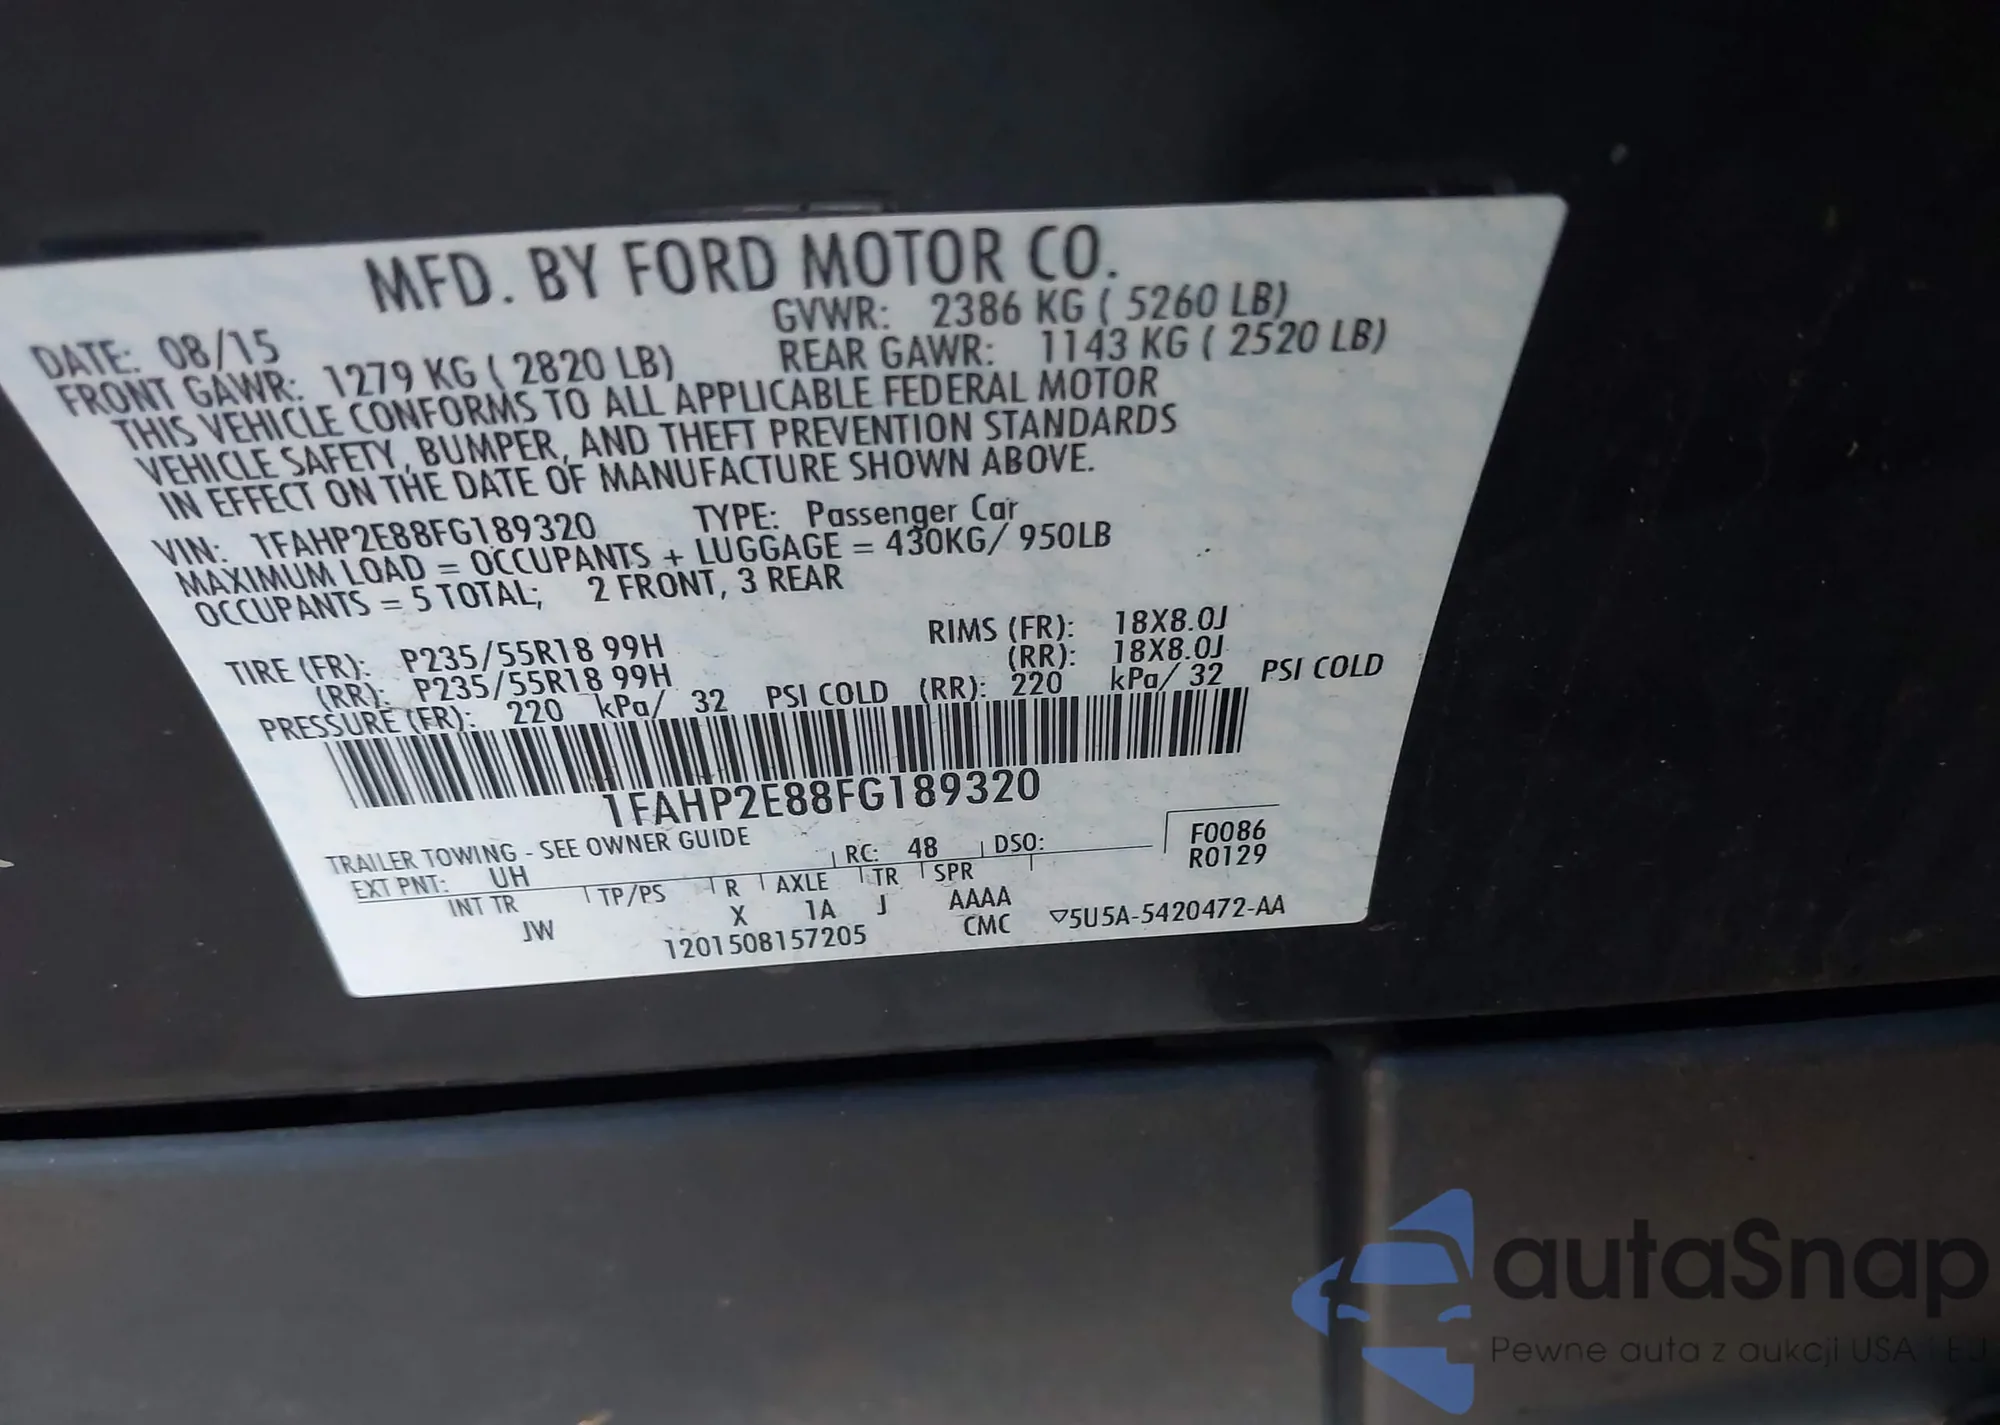 MFD. BY FORD MOTOR CO.
DATE: 08/15 GVWR: 2386 KG ( 5260 LB)
FRONT GAWR: 1279 KG ( 2820 LB) REAR GAWR: 1143 KG ( 2520 LB)
THIS VEHICLE CONFORMS TO ALL APPLICABLE FEDERAL MOTOR
VEHICLE SAFETY, BUMPER, AND THEFT PREVENTION STANDARDS
IN EFFECT ON THE DATE OF MANUFACTURE SHOWN ABOVE.
VIN: 1FAHP2E88FG189320 TYPE: Passenger Car
MAXIMUM LOAD = OCCUPANTS + LUGGAGE = 430KG/ 950LB
OCCUPANTS = 5 TOTAL; 2 FRONT, 3 REAR
TIRE (FR): P235/55R18 99H RIMS (FR): 18X8.0J
(RR): P235/55R18 99H (RR): 18X8.0J
PRESSURE (FR): 220 kPa/ 32 PSI COLD (RR): 220 kPa/ 32 PSI COLD
1FAHP2E88FG189320
TRAILER TOWING - SEE OWNER GUIDE
F0086
R0129
EXT PNT: UH RC: 48 DSO:
INT TR TP/PS R AXLE TR SPR
JW X 1A J AAAA
1201508157205 CMC ▽5U5A-5420472-AA
autaSnap
Pewne auta z aukcji USA i EU